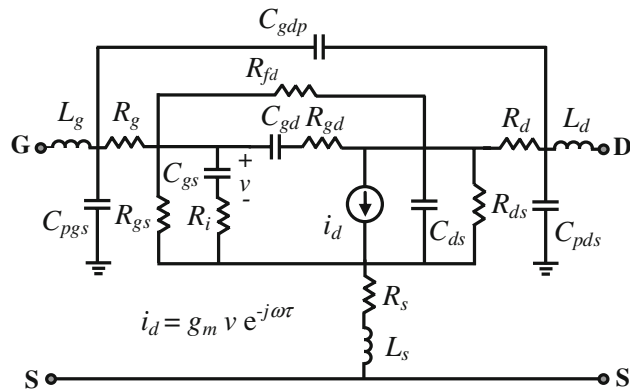 C_gdp
R_fd
L_g
R_g
C_gd
R_gd
R_d
L_d
G
D
C_gs
+
v
-
C_pgs
R_gs
R_i
i_d
C_ds
R_ds
C_pds
R_s
i_d = g_m v e^-jωτ
L_s
S
S